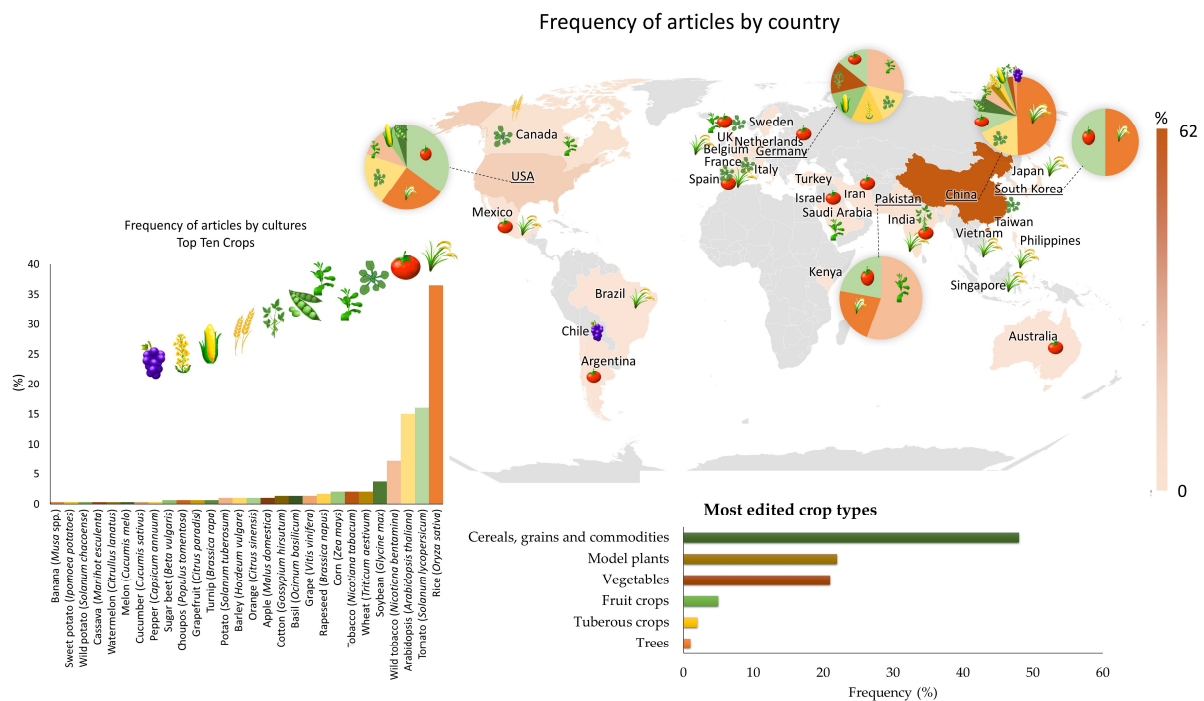 Frequency of articles by country
%
62
0
Canada
USA
Mexico
Brazil
Chile
Argentina
Sweden
UK
Netherlands
Belgium
Germany
France
Italy
Spain
Turkey
Israel
Iran
Saudi Arabia
Pakistan
India
Kenya
China
Japan
South Korea
Taiwan
Vietnam
Philippines
Singapore
Australia
Frequency of articles by cultures
Top Ten Crops
(%)
40
35
30
25
20
15
10
5
0
Banana (Musa spp.)
Sweet potato (Ipomoea potatoes)
Wild potato (Solanum chacoense)
Cassava (Marihot esculenta)
Watermelon (Citrullus lanatus)
Melon (Cucumis melo)
Cucumber (Cucumis sativus)
Pepper (Capsicum annuum)
Sugar beet (Beta vulgaris)
Choupos (Populus tomentosa)
Grapefruit (Citrus paradisi)
Turnip (Brassica rapa)
Potato (Solanum tuberosum)
Barley (Hordeum vulgare)
Orange (Citrus sinensis)
Apple (Malus domestica)
Cotton (Gossypium hirsutum)
Basil (Ocimum basilicum)
Grape (Vitis vinifera)
Rapeseed (Brassica napus)
Corn (Zea mays)
Tobacco (Nicotiana tabacum)
Wheat (Triticum aestivum)
Soybean (Glycine max)
Wild tobacco (Nicotiena bentamina)
Arabidopsis (Arabidopsis thaliana)
Tomato (Solanum lycopersicum)
Rice (Oryza sativa)
Most edited crop types
Cereals, grains and commodities
Model plants
Vegetables
Fruit crops
Tuberous crops
Trees
0 10 20 30 40 50 60
Frequency (%)